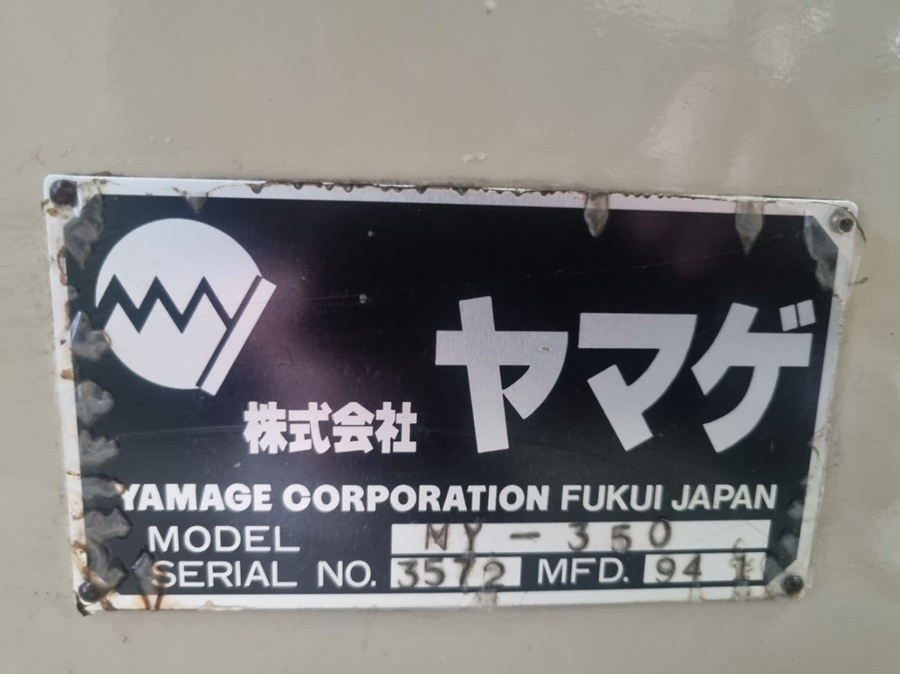 株式会社 ヤマゲ
YAMAGE CORPORATION FUKUI JAPAN
MODEL MY-350
SERIAL NO. 3572 MFD. 94 1